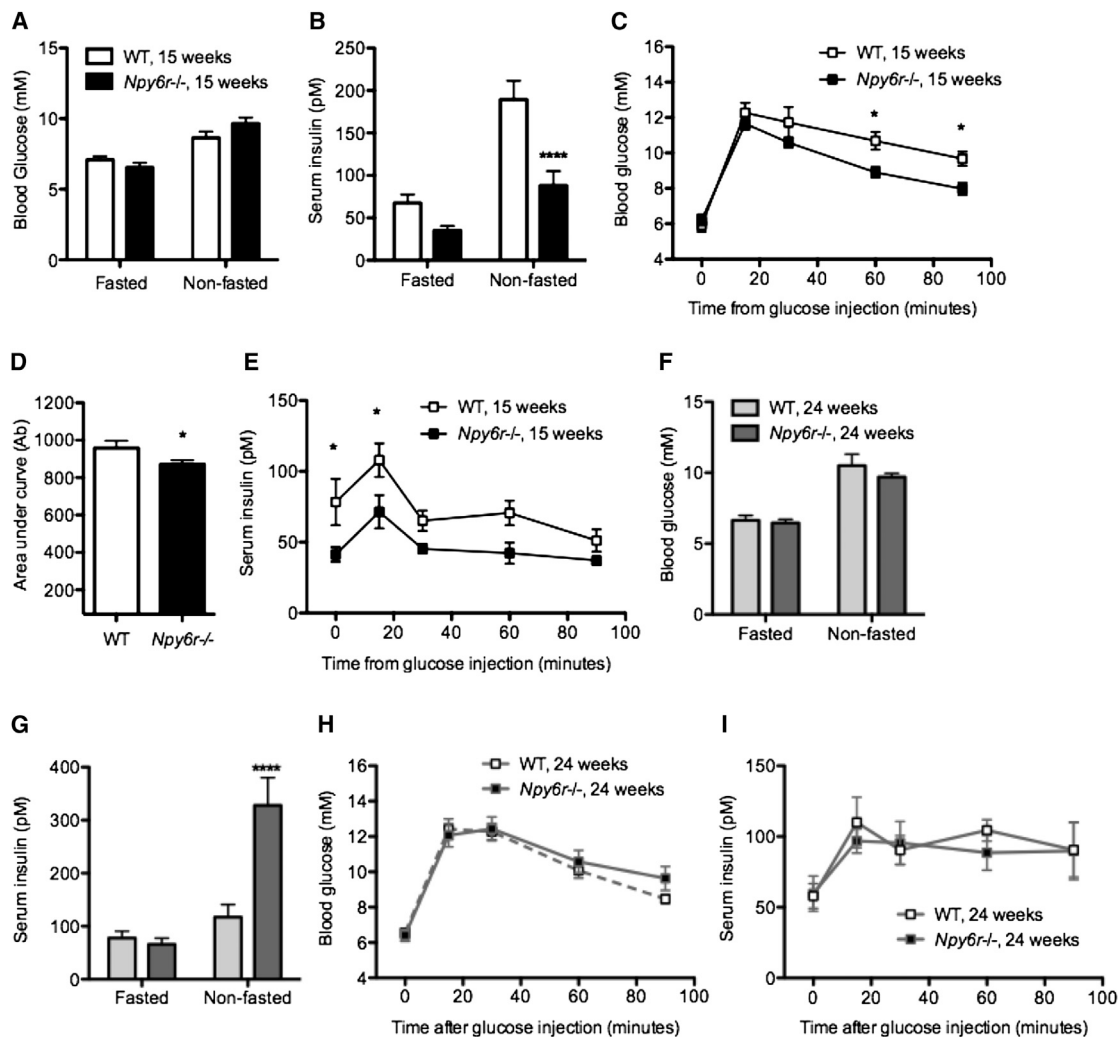 A
WT, 15 weeks
Npy6r-/-, 15 weeks
Blood Glucose (mM)
15
10
5
0
Fasted
Non-fasted
B
Serum insulin (pM)
250
200
150
100
50
0
****
Fasted
Non-fasted
C
Blood glucose (mM)
16
14
12
10
8
6
4
WT, 15 weeks
Npy6r-/-, 15 weeks
*
*
0
20
40
60
80
100
Time from glucose injection (minutes)
D
Area under curve (Ab)
1200
1000
800
600
400
200
*
WT
Npy6r-/-
E
Serum insulin (pM)
150
100
50
0
*
*
WT, 15 weeks
Npy6r-/-, 15 weeks
0
20
40
60
80
100
Time from glucose injection (minutes)
F
Blood glucose (mM)
15
10
5
0
WT, 24 weeks
Npy6r-/-, 24 weeks
Fasted
Non-fasted
G
Serum insulin (pM)
400
300
200
100
0
****
Fasted
Non-fasted
H
Blood glucose (mM)
16
14
12
10
8
6
4
WT, 24 weeks
Npy6r-/-, 24 weeks
0
20
40
60
80
100
Time after glucose injection (minutes)
I
Serum insulin (pM)
150
100
50
0
WT, 24 weeks
Npy6r-/-, 24 weeks
0
20
40
60
80
100
Time after glucose injection (minutes)